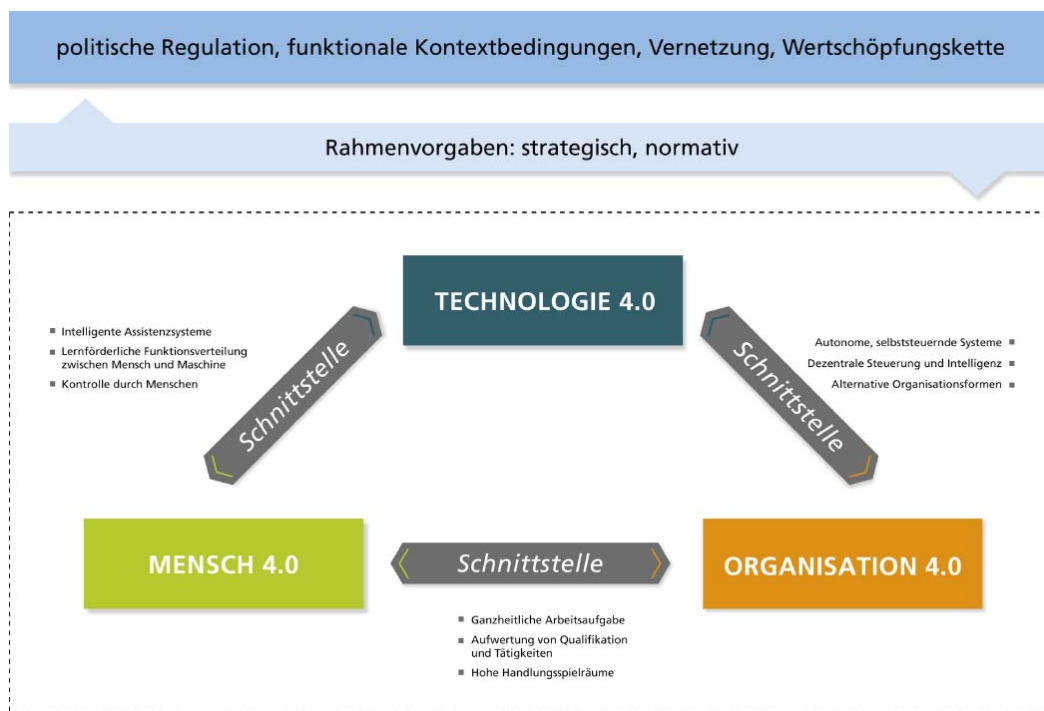 politische Regulation, funktionale Kontextbedingungen, Vernetzung, Wertschöpfungskette
Rahmenvorgaben: strategisch, normativ
TECHNOLOGIE 4.0
Intelligente Assistenzsysteme
Lernförderliche Funktionsverteilung
zwischen Mensch und Maschine
Kontrolle durch Menschen
Schnittstelle
Schnittstelle
Autonome, selbststeuernde Systeme
Dezentrale Steuerung und Intelligenz
Alternative Organisationsformen
MENSCH 4.0
Schnittstelle
ORGANISATION 4.0
Ganzheitliche Arbeitsaufgabe
Aufwertung von Qualifikation
und Tätigkeiten
Hohe Handlungsspielräume